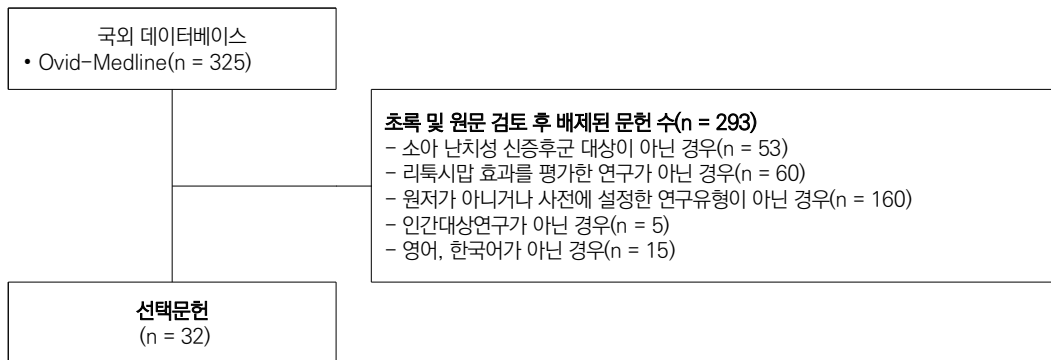 국외 데이터베이스
• Ovid-Medline(n = 325)
초록 및 원문 검토 후 배제된 문헌 수(n = 293)
- 소아 난치성 신증후군 대상이 아닌 경우(n = 53)
- 리툭시맙 효과를 평가한 연구가 아닌 경우(n = 60)
- 원저가 아니거나 사전에 설정한 연구유형이 아닌 경우(n = 160)
- 인간대상연구가 아닌 경우(n = 5)
- 영어, 한국어가 아닌 경우(n = 15)
선택문헌
(n = 32)